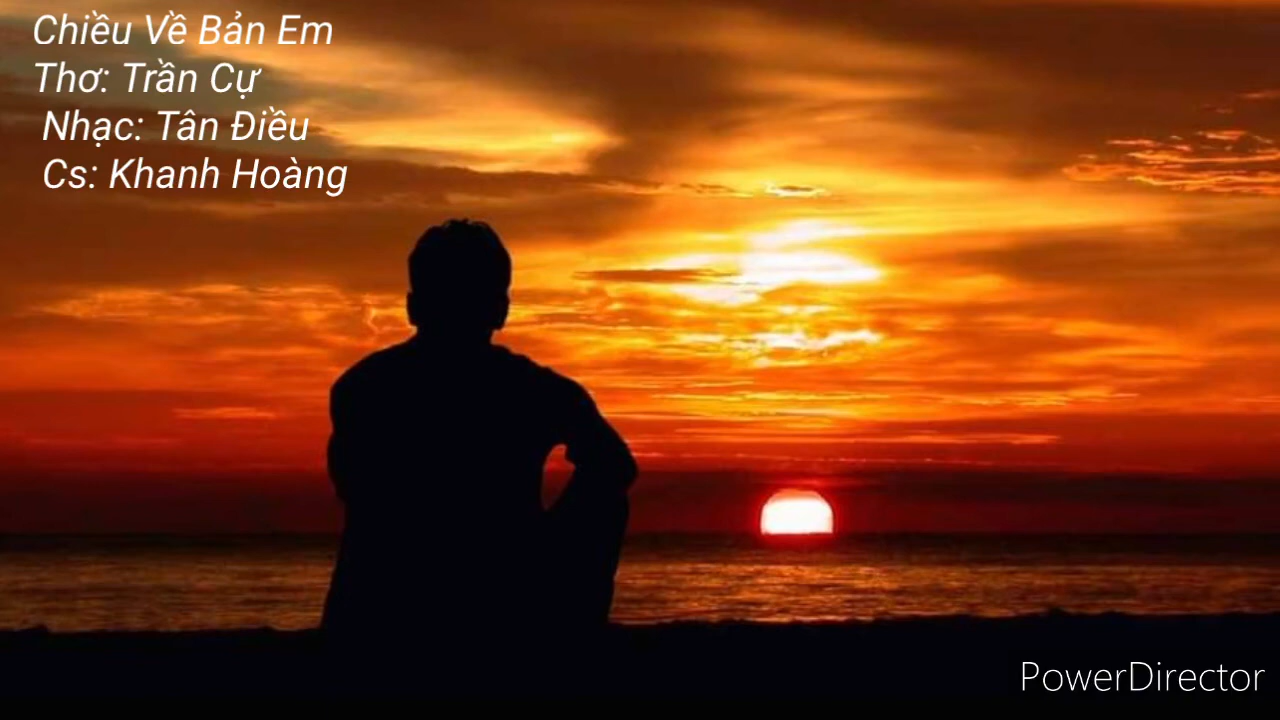 Chiều Về Bản Em
Thơ: Trần Cự
Nhạc: Tân Điều
Cs: Khanh Hoàng
PowerDirector